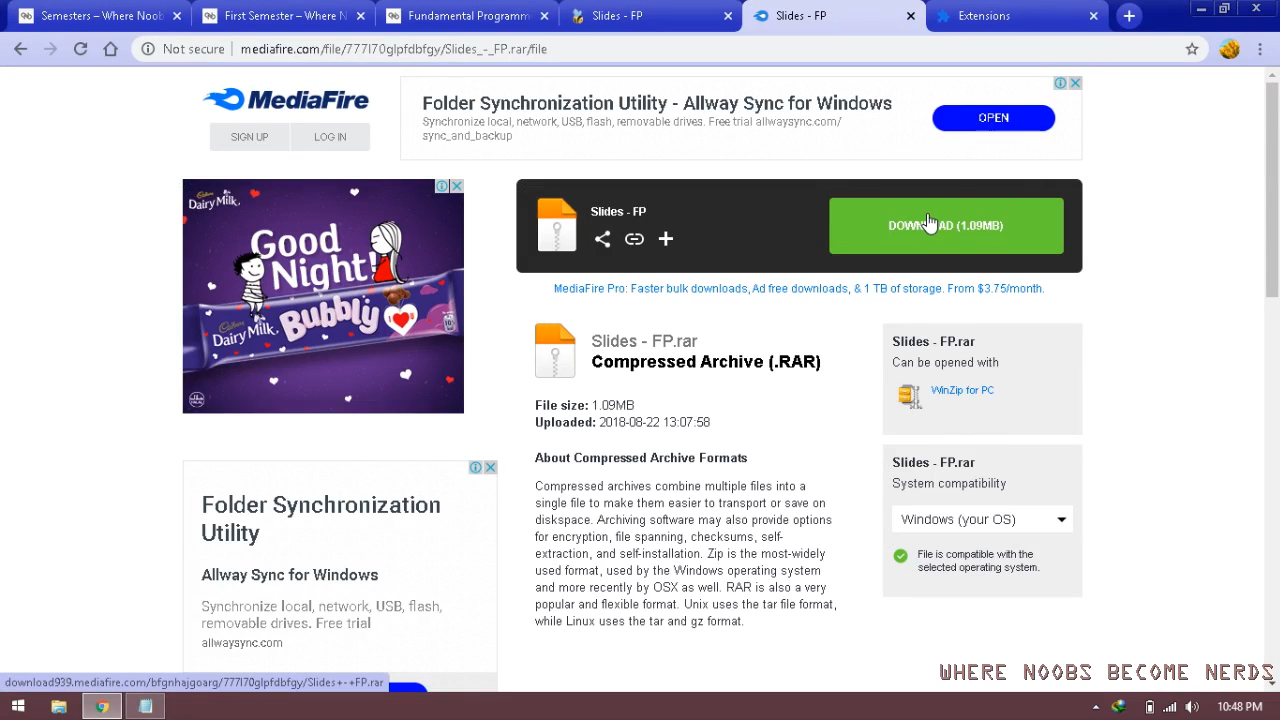 Semesters – Where Noob
First Semester – Where N
Fundamental Programm
Slides - FP
Slides - FP
Extensions
Not secure
mediafire.com/file/777l70glpfdbfgy/Slides_-_FP.rar/file
MediaFire
SIGN UP
LOG IN
Folder Synchronization Utility - Allway Sync for Windows
Synchronize local, network, USB, flash, removable drives. Free trial allwaysync.com/
sync_and_backup
OPEN
Dairy Milk
Good
Night!
Dairy Milk
Bubbly
Slides - FP
DOWNLOAD (1.09MB)
MediaFire Pro: Faster bulk downloads, Ad free downloads, & 1 TB of storage. From $3.75/month.
Slides - FP.rar
Compressed Archive (.RAR)
File size: 1.09MB
Uploaded: 2018-08-22 13:07:58
About Compressed Archive Formats
Compressed archives combine multiple files into a
single file to make them easier to transport or save on
diskspace. Archiving software may also provide options
for encryption, file spanning, checksums, self-
extraction, and self-installation. Zip is the most-widely
used format, used by the Windows operating system
and more recently by OSX as well. RAR is also a very
popular and flexible format. Unix uses the tar file format,
while Linux uses the tar and gz format.
Slides - FP.rar
Can be opened with
WinZip for PC
Slides - FP.rar
System compatibility
Windows (your OS)
File is compatible with the
selected operating system.
Folder Synchronization
Utility
Allway Sync for Windows
Synchronize local, network, USB, flash,
removable drives. Free trial
allwaysync.com
download939.mediafire.com/bfgnhajgoarg/777l70glpfdbfgy/Slides+-+FP.rar
WHERE NOOBS BECOME NERDS
10:48 PM